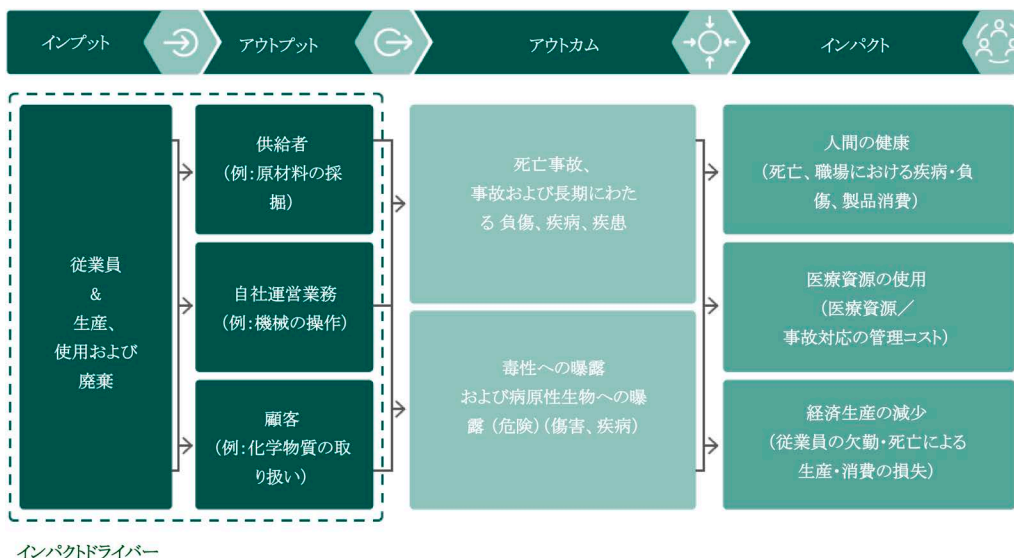 インプット
アウトプット
アウトカム
インパクト
従業員
&
生産、
使用および
廃棄
供給者
(例:原材料の採
掘)
自社運営業務
(例:機械の操作)
顧客
(例:化学物質の取
り扱い)
死亡事故、
事故および長期にわた
る 負傷、疾病、疾患
毒性への曝露
および病原性生物への曝
露 (危険) (傷害、疾病)
人間の健康
(死亡、職場における疾病・負
傷、製品消費)
医療資源の使用
(医療資源／
事故対応の管理コスト)
経済生産の減少
(従業員の欠勤・死亡による
生産・消費の損失)
インパクトドライバー